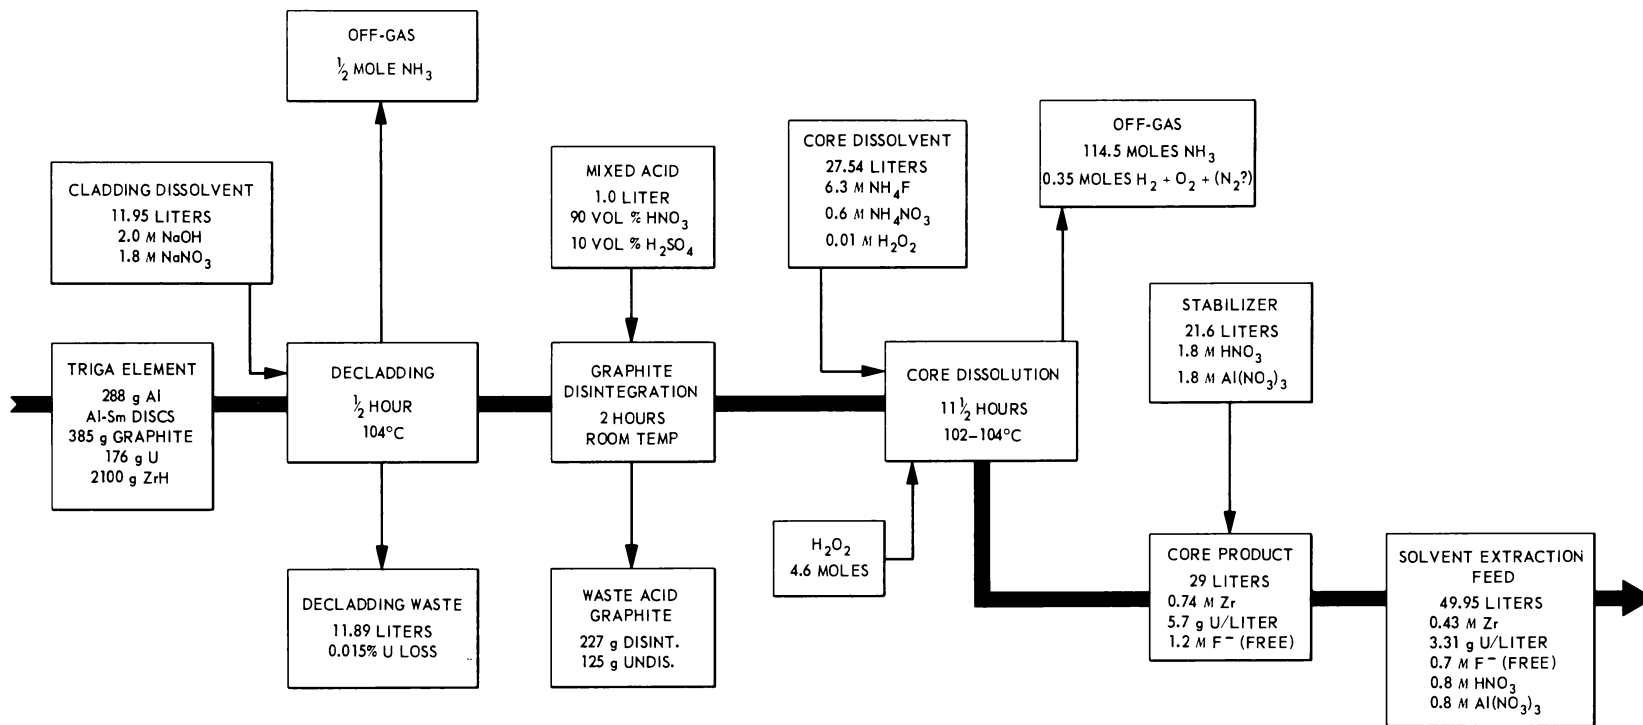 OFF-GAS
½ MOLE NH₃
CLADDING DISSOLVENT
11.95 LITERS
2.0 M NaOH
1.8 M NaNO₃
MIXED ACID
1.0 LITER
90 VOL % HNO₃
10 VOL % H₂SO₄
CORE DISSOLVENT
27.54 LITERS
6.3 M NH₄F
0.6 M NH₄NO₃
0.01 M H₂O₂
OFF-GAS
114.5 MOLES NH₃
0.35 MOLES H₂ + O₂ + (N₂?)
STABILIZER
21.6 LITERS
1.8 M HNO₃
1.8 M Al(NO₃)₃
TRIGA ELEMENT
288 g Al
Al-Sm DISCS
385 g GRAPHITE
176 g U
2100 g ZrH
DECLADDING
½ HOUR
104°C
GRAPHITE
DISINTEGRATION
2 HOURS
ROOM TEMP
CORE DISSOLUTION
11 ½ HOURS
102–104°C
H₂O₂
4.6 MOLES
DECLADDING WASTE
11.89 LITERS
0.015% U LOSS
WASTE ACID
GRAPHITE
227 g DISINT.
125 g UNDIS.
CORE PRODUCT
29 LITERS
0.74 M Zr
5.7 g U/LITER
1.2 M F⁻ (FREE)
SOLVENT EXTRACTION
FEED
49.95 LITERS
0.43 M Zr
3.31 g U/LITER
0.7 M F⁻ (FREE)
0.8 M HNO₃
0.8 M Al(NO₃)₃